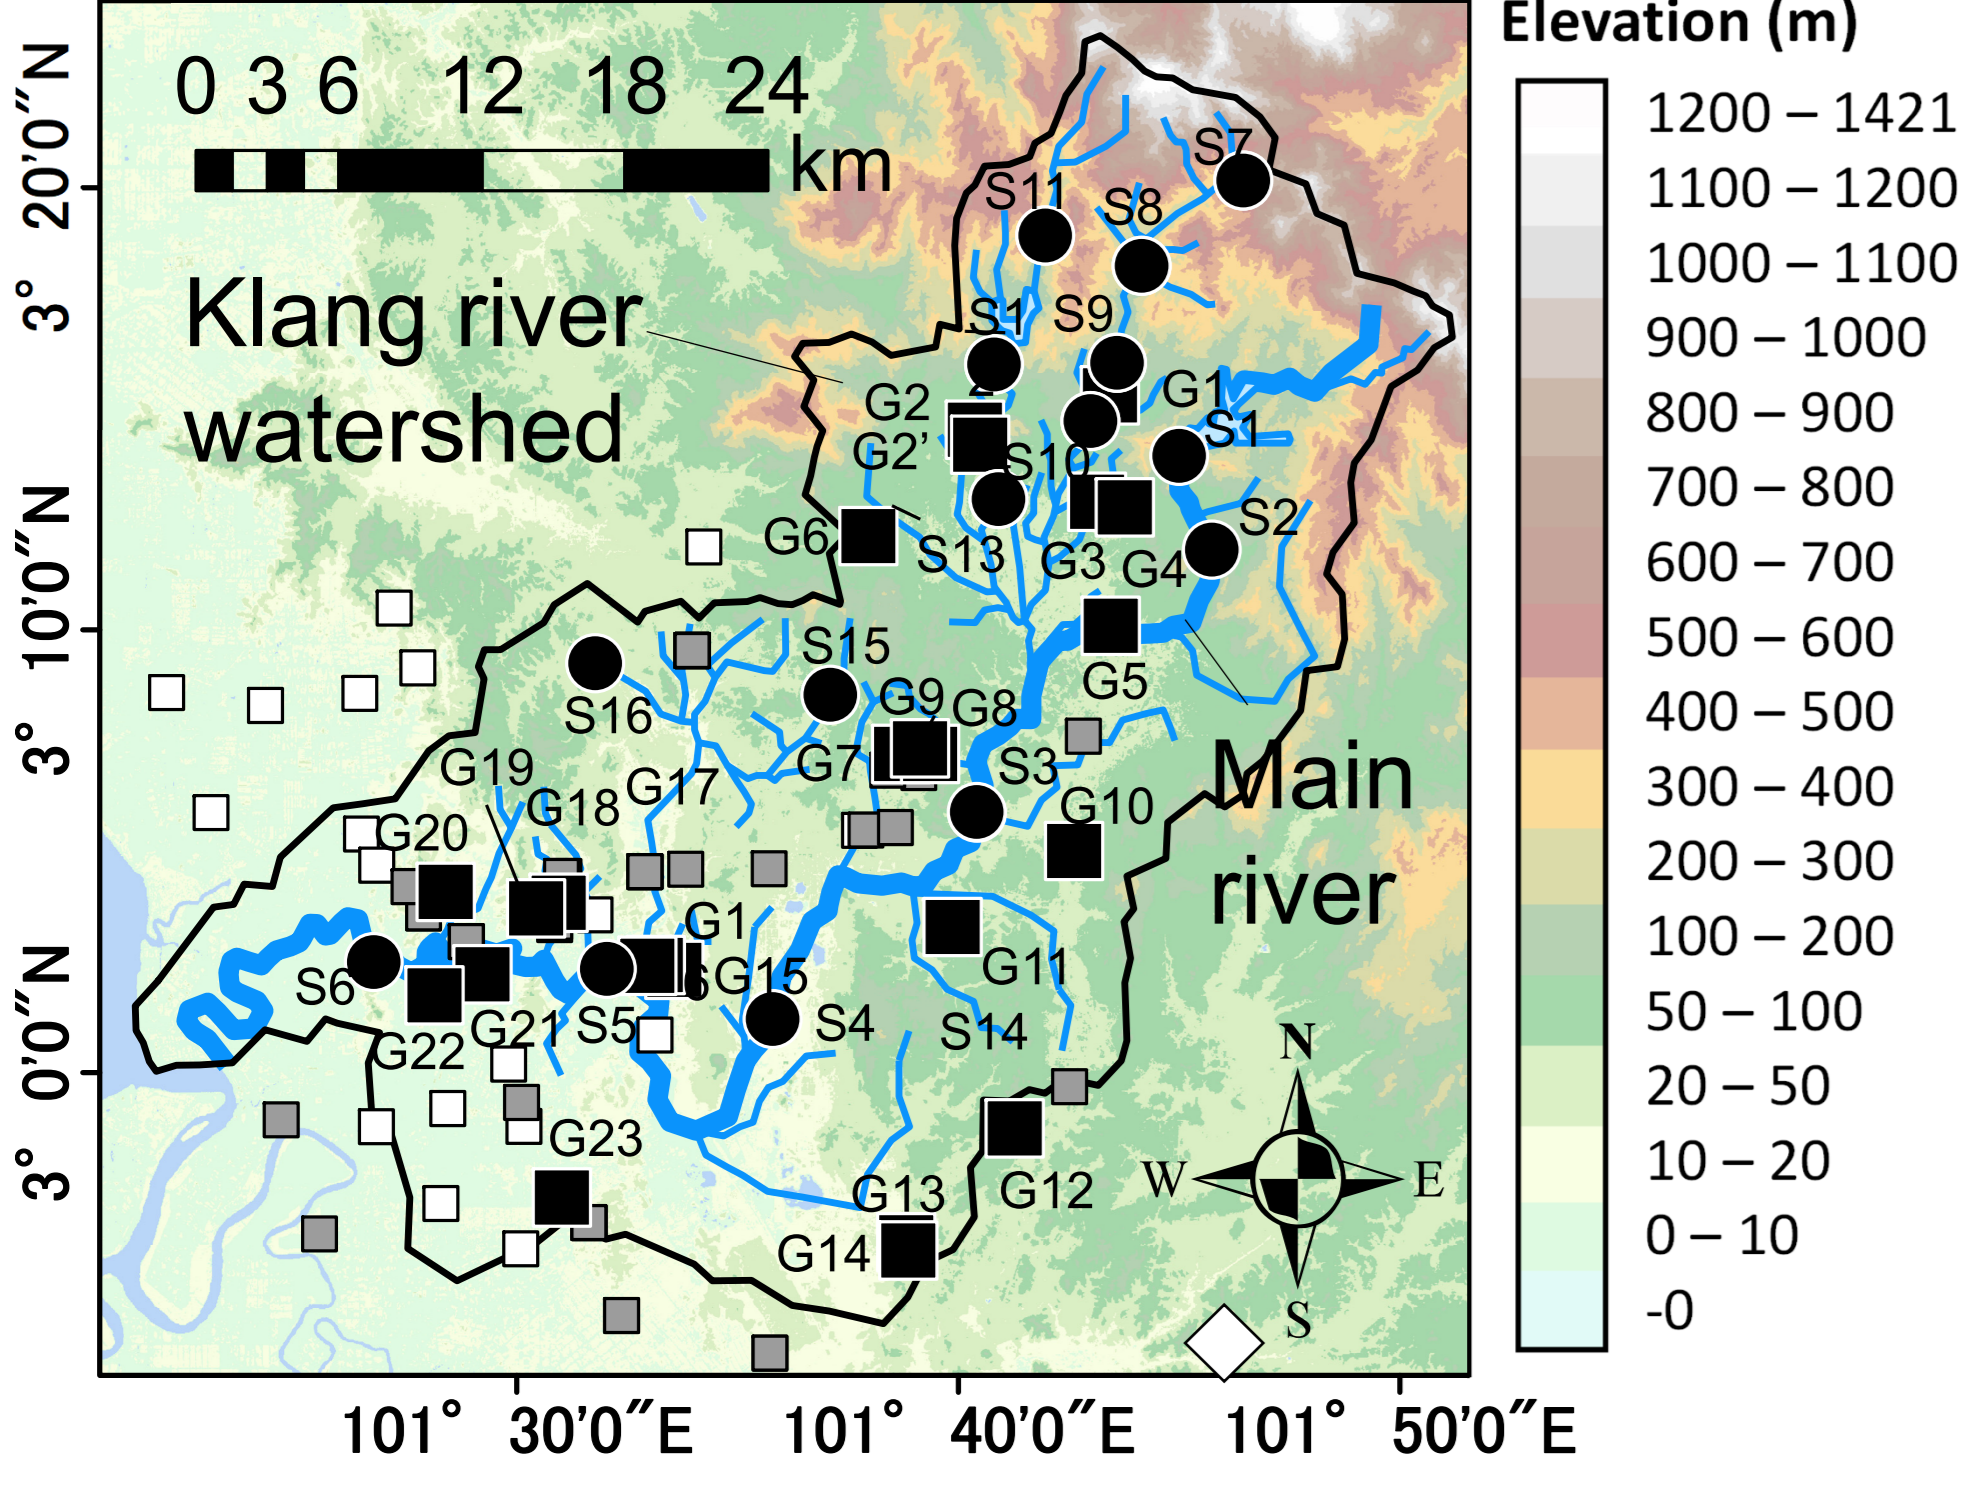 Elevation (m)
0 3 6 12 18 24
km
1200 – 1421
1100 – 1200
1000 – 1100
900 – 1000
800 – 900
700 – 800
600 – 700
500 – 600
400 – 500
300 – 400
200 – 300
100 – 200
50 – 100
20 – 50
10 – 20
0 – 10
-0
3° 20'0"N
3° 10'0"N
3° 0'0"N
Klang river
watershed
S7
S11
S8
S1
2
S9
G2
G1
S1
G2'
S10
S2
G6
S13
G3
G4
S15
G5
S16
G9
G8
G19
G7
S3
G17
G18
G10
Main
river
G20
G1
6
G15
G11
S6
S5
S4
S14
G21
G22
G23
G13
G12
G14
N
W
E
S
101° 30'0"E
101° 40'0"E
101° 50'0"E